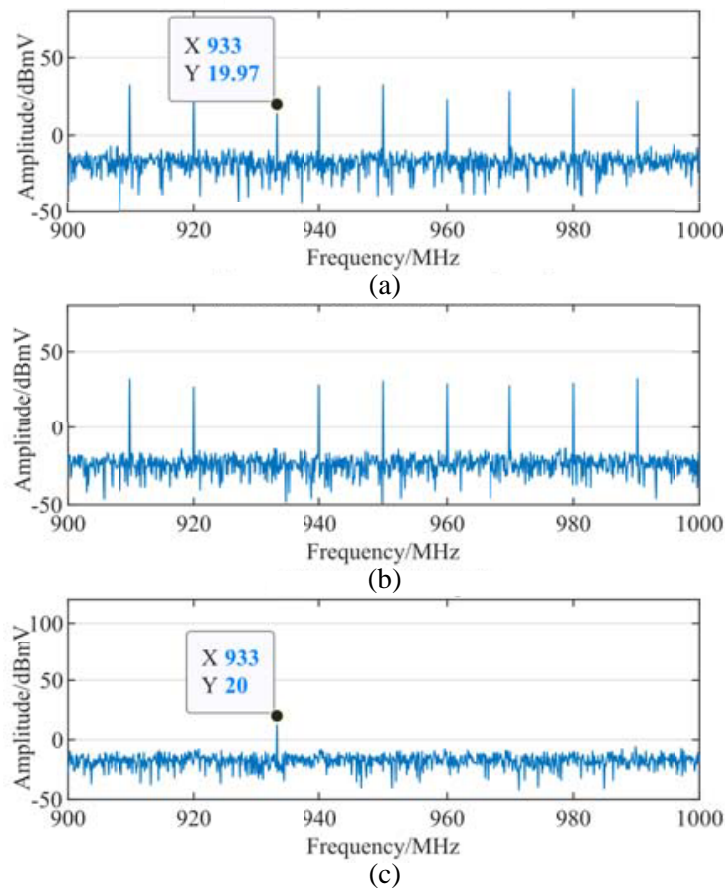 50
X 933
Y 19.97
0
-50
Amplitude/dBmV
900 920 940 960 980 1000
Frequency/MHz
(a)
50
0
-50
Amplitude/dBmV
900 920 940 960 980 1000
Frequency/MHz
(b)
100
50
X 933
Y 20
0
-50
Amplitude/dBmV
900 920 940 960 980 1000
Frequency/MHz
(c)